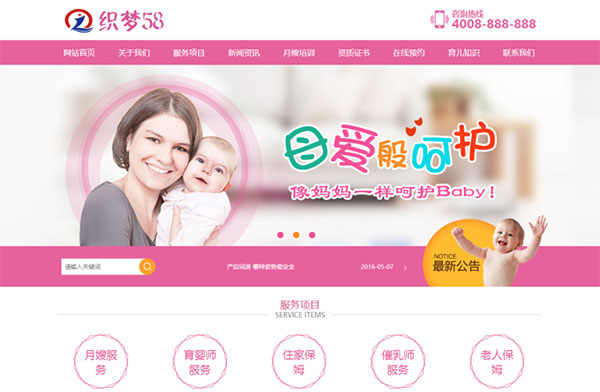 织梦58
咨询热线
4008-888-888
网站首页 关于我们 服务项目 新闻资讯 月嫂培训 资质证书 在线预约 育儿知识 联系我们
母爱般呵护
像妈妈一样呵护Baby!
请输入关键词
产后同房 哪种姿势最安全 2016-05-07
NOTICE
最新公告
服务项目
SERVICE ITEMS
月嫂服务
育婴师服务
住家保姆
催乳师服务
老人保姆